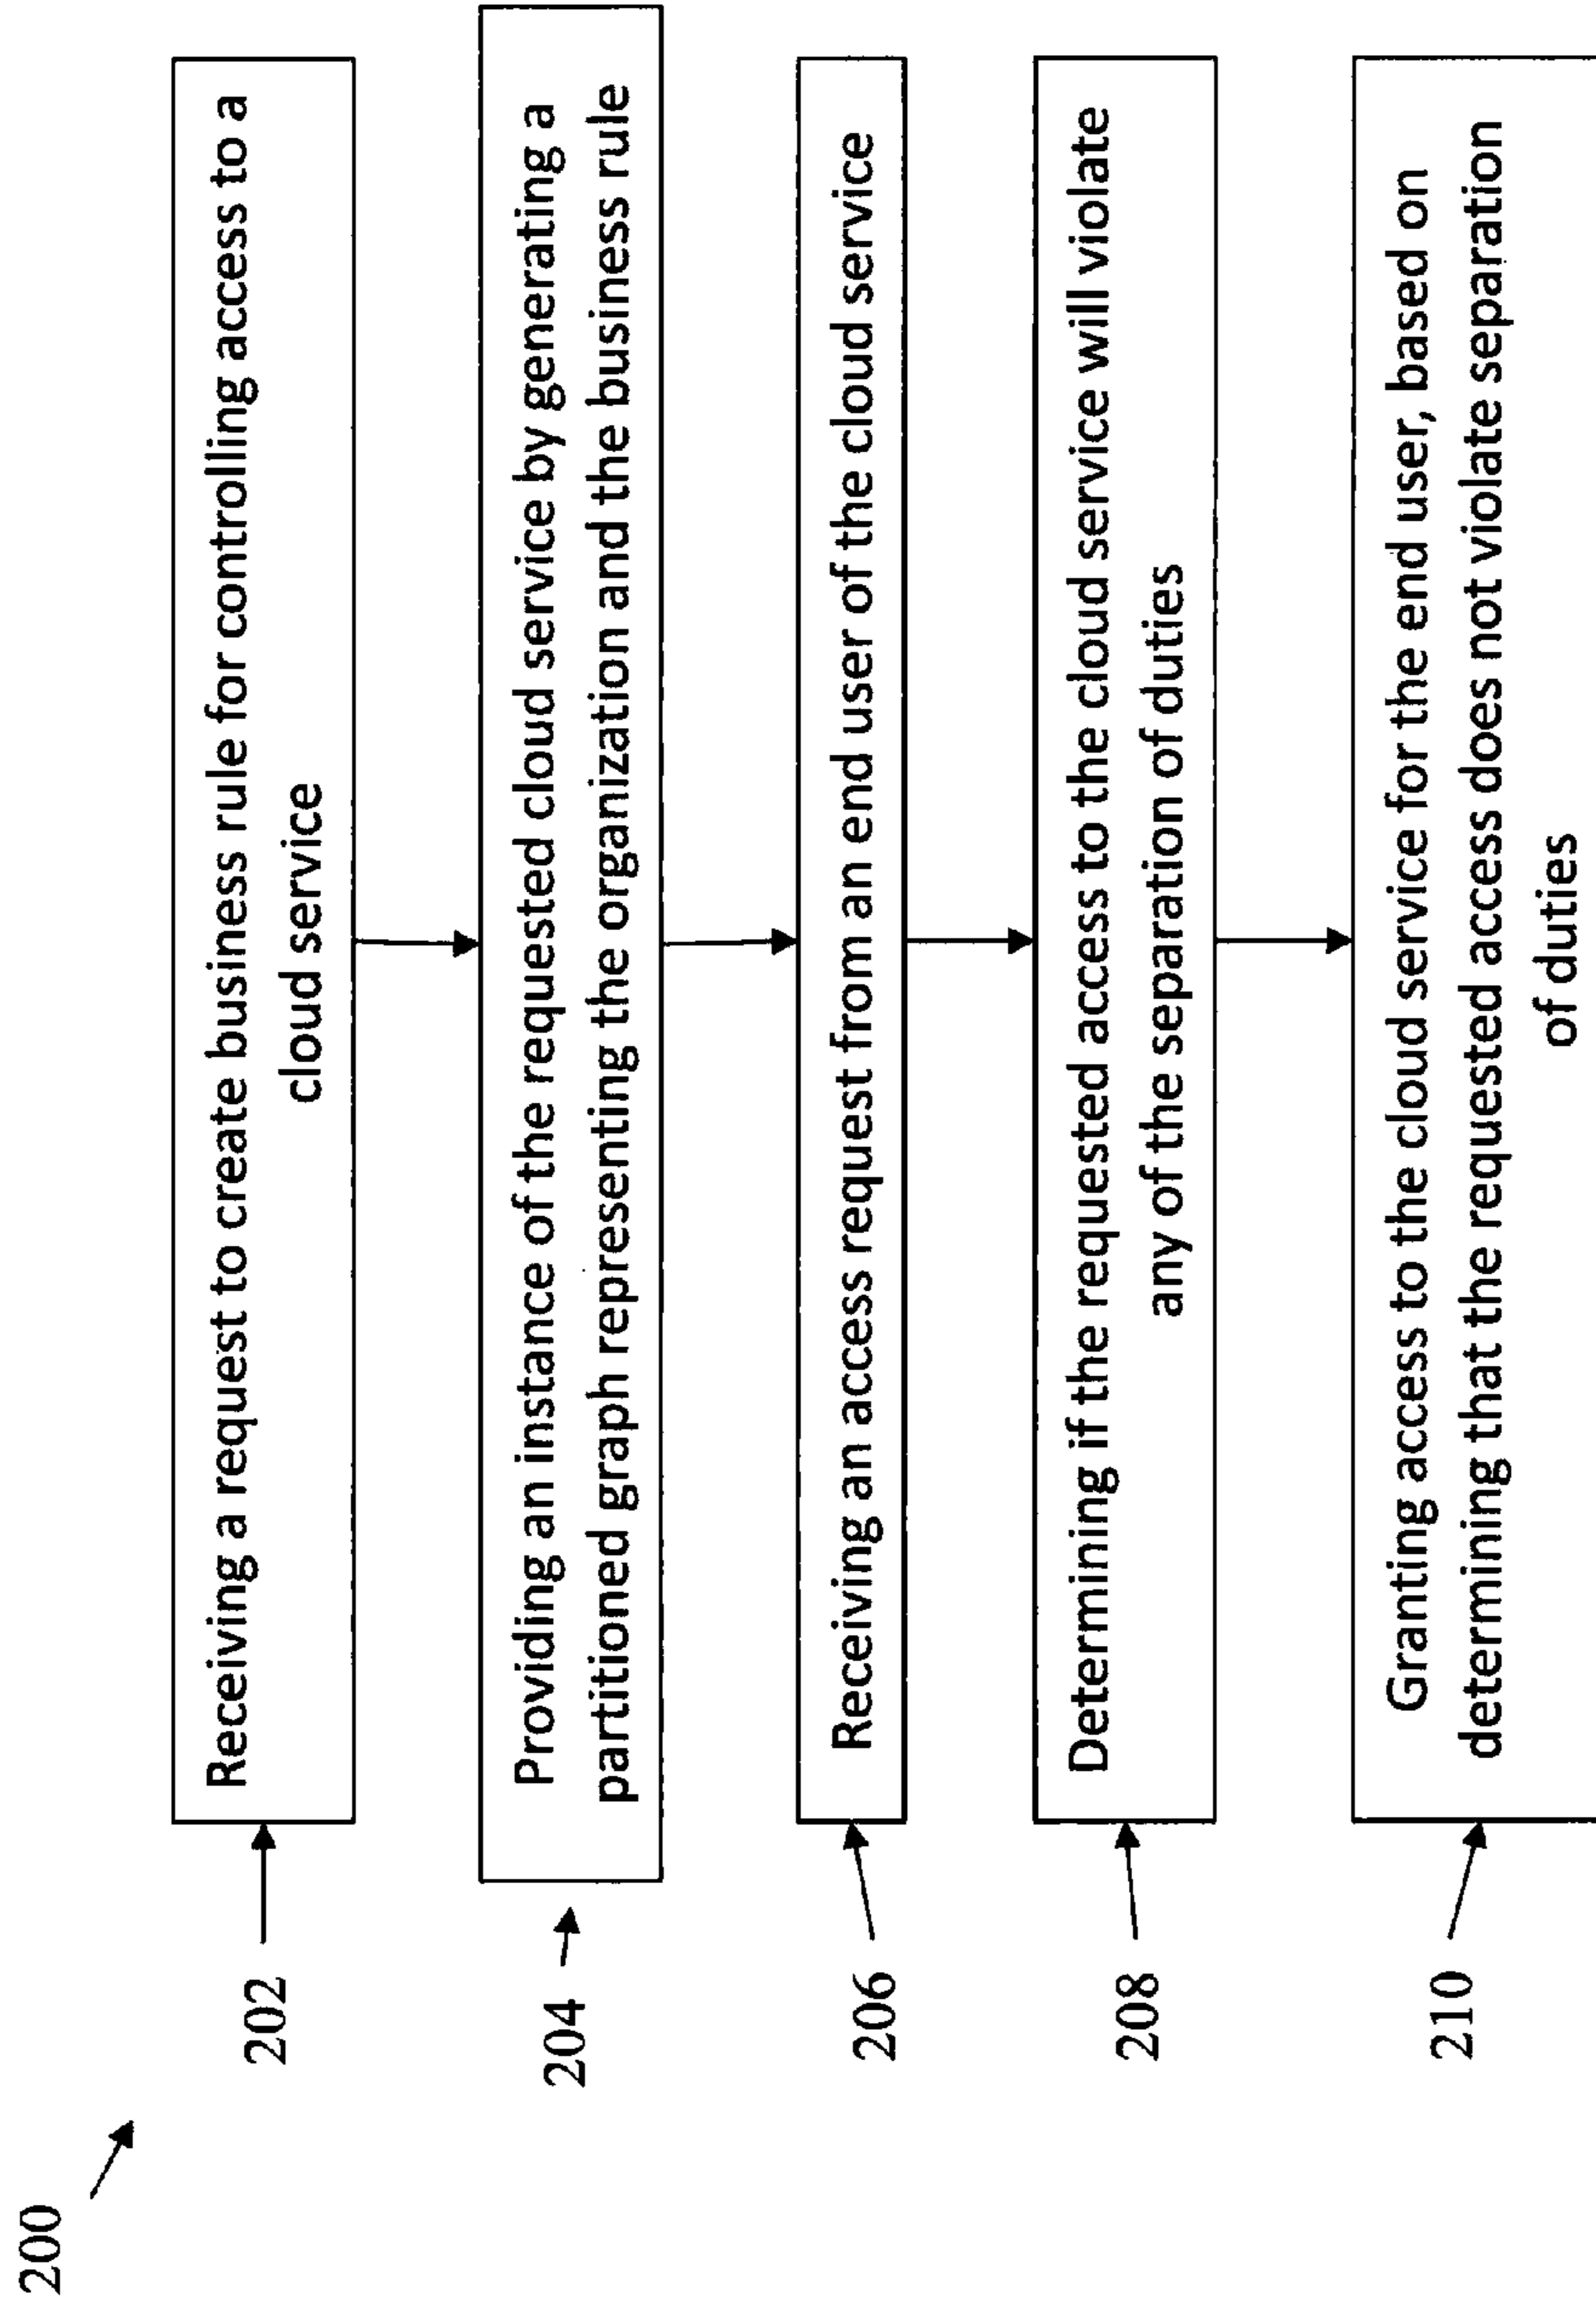 200
202
Receiving a request to create business rule for controlling access to a
cloud service
204
Providing an instance of the requested cloud service by generating a
partitioned graph representing the organization and the business rule
206
Receiving an access request from an end user of the cloud service
208
Determining if the requested access to the cloud service will violate
any of the separation of duties
210
Granting access to the cloud service for the end user, based on
determining that the requested access does not violate separation
of duties